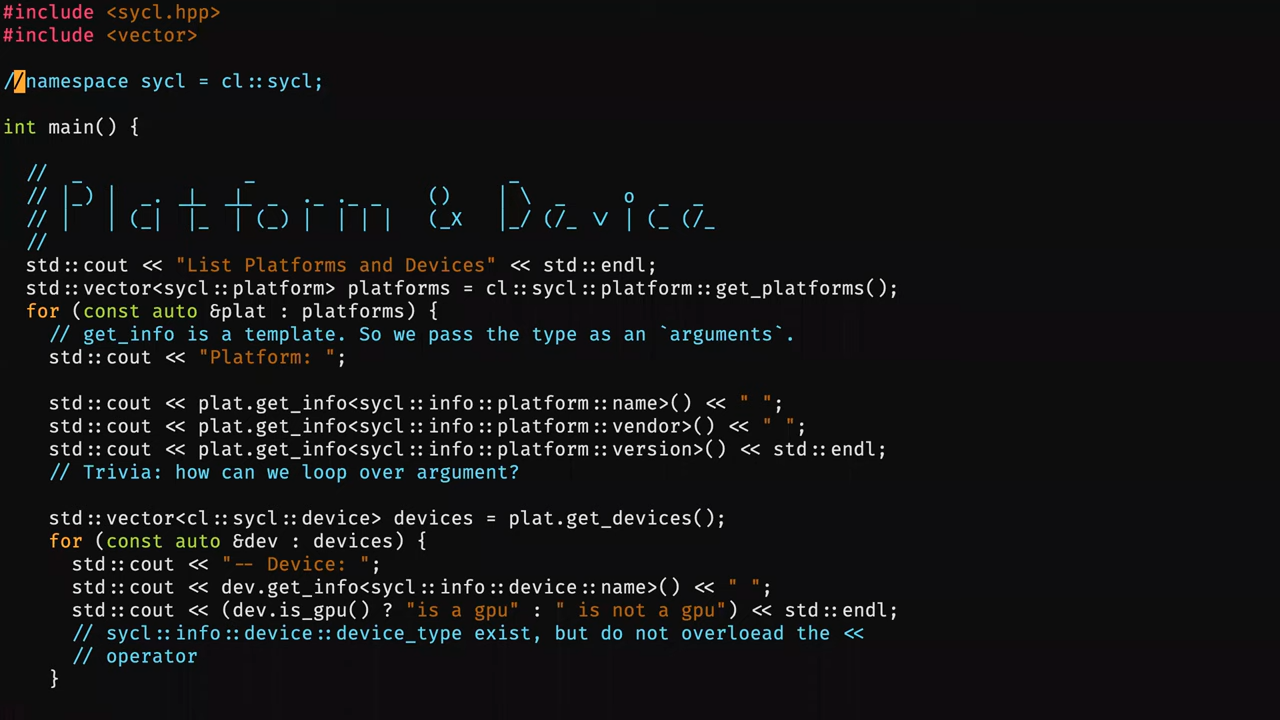 #include <sycl.hpp>
#include <vector>
//namespace sycl = cl::sycl;
int main() {
//
// Platform & Device
//
//
std::cout << "List Platforms and Devices" << std::endl;
std::vector<sycl::platform> platforms = cl::sycl::platform::get_platforms();
for (const auto &plat : platforms) {
// get_info is a template. So we pass the type as an `arguments`.
std::cout << "Platform: ";
std::cout << plat.get_info<sycl::info::platform::name>() << " ";
std::cout << plat.get_info<sycl::info::platform::vendor>() << " ";
std::cout << plat.get_info<sycl::info::platform::version>() << std::endl;
// Trivia: how can we loop over argument?
std::vector<cl::sycl::device> devices = plat.get_devices();
for (const auto &dev : devices) {
std::cout << "-- Device: ";
std::cout << dev.get_info<sycl::info::device::name>() << " ";
std::cout << (dev.is_gpu() ? "is a gpu" : " is not a gpu") << std::endl;
// sycl::info::device::device_type exist, but do not overloead the <<
// operator
}